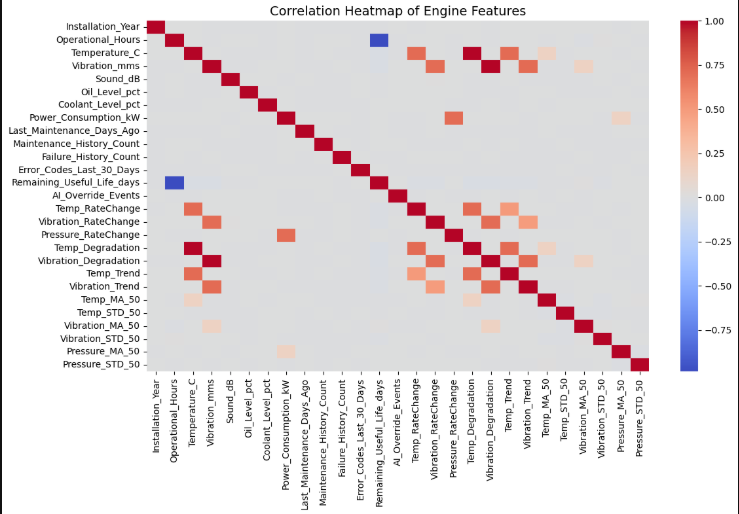 Correlation Heatmap of Engine Features
Installation_Year
Operational_Hours
Temperature_C
Vibration_mms
Sound_dB
Oil_Level_pct
Coolant_Level_pct
Power_Consumption_kW
Last_Maintenance_Days_Ago
Maintenance_History_Count
Failure_History_Count
Error_Codes_Last_30_Days
Remaining_Useful_Life_days
AI_Override_Events
Temp_RateChange
Vibration_RateChange
Pressure_RateChange
Temp_Degradation
Vibration_Degradation
Temp_Trend
Vibration_Trend
Temp_MA_50
Temp_STD_50
Vibration_MA_50
Vibration_STD_50
Pressure_MA_50
Pressure_STD_50
Installation_Year
Operational_Hours
Temperature_C
Vibration_mms
Sound_dB
Oil_Level_pct
Coolant_Level_pct
Power_Consumption_kW
Last_Maintenance_Days_Ago
Maintenance_History_Count
Failure_History_Count
Error_Codes_Last_30_Days
Remaining_Useful_Life_days
AI_Override_Events
Temp_RateChange
Vibration_RateChange
Pressure_RateChange
Temp_Degradation
Vibration_Degradation
Temp_Trend
Vibration_Trend
Temp_MA_50
Temp_STD_50
Vibration_MA_50
Vibration_STD_50
Pressure_MA_50
Pressure_STD_50
1.00
0.75
0.50
0.25
0.00
−0.25
−0.50
−0.75